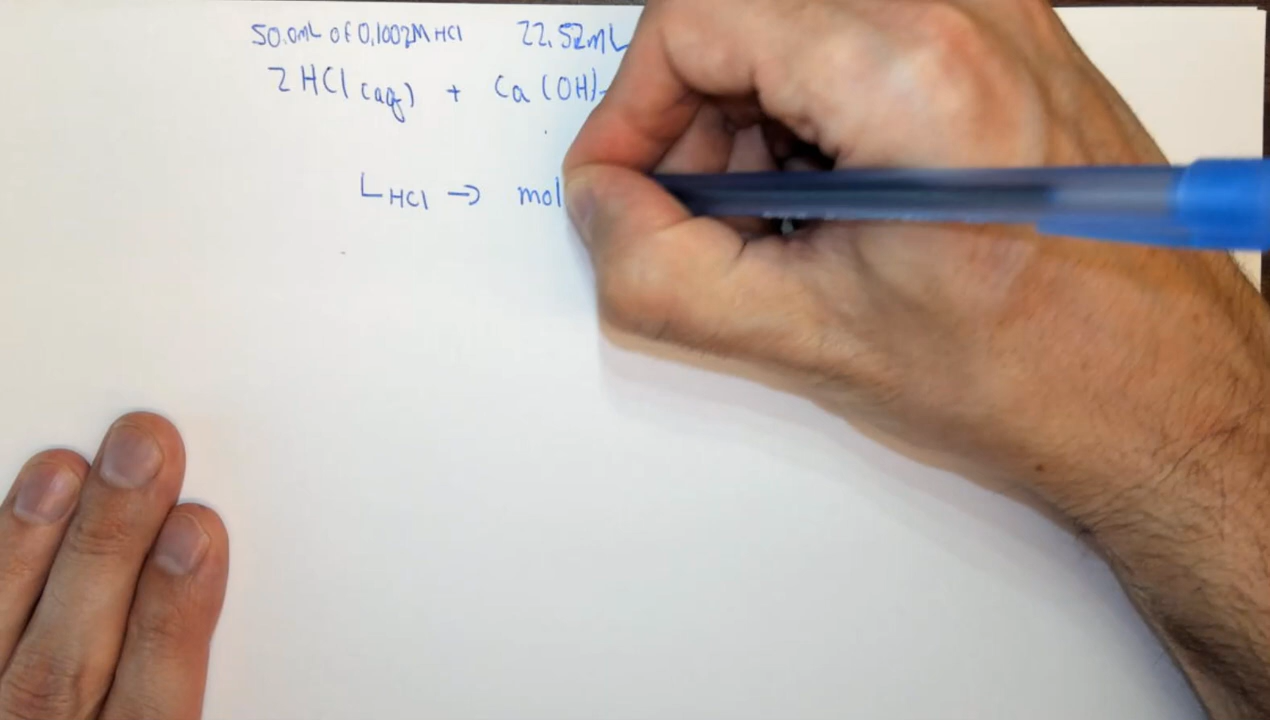 50.0mL of 0.1002M HCl 22.52mL
2 HCl (aq) + Ca (OH)
L HCl → mol